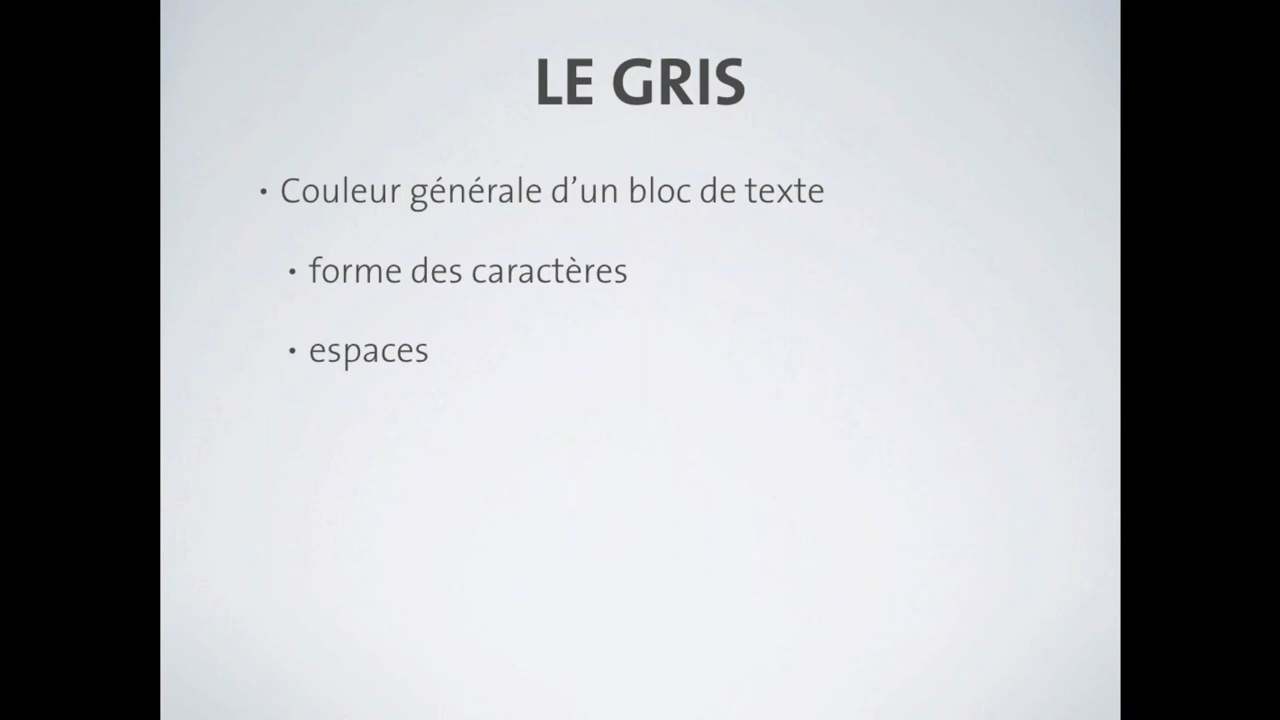 LE GRIS
• Couleur générale d’un bloc de texte
• forme des caractères
• espaces